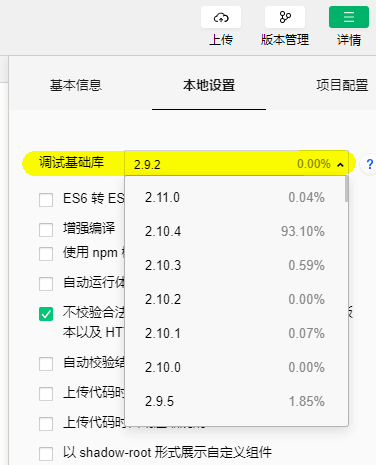 上传 版本管理 详情
基本信息 本地设置 项目配置
调试基础库 2.9.2 0.00% ?
ES6 转 ES
2.11.0 0.04%
增强编译
2.10.4 93.10%
使用 npm
2.10.3 0.59%
自动运行体
2.10.2 0.00%
不校验合法 版
2.10.1 0.07%
本以及 HT
2.10.0 0.00%
自动校验结
2.9.5 1.85%
上传代码时
上传代码时
以 shadow-root 形式展示自定义组件